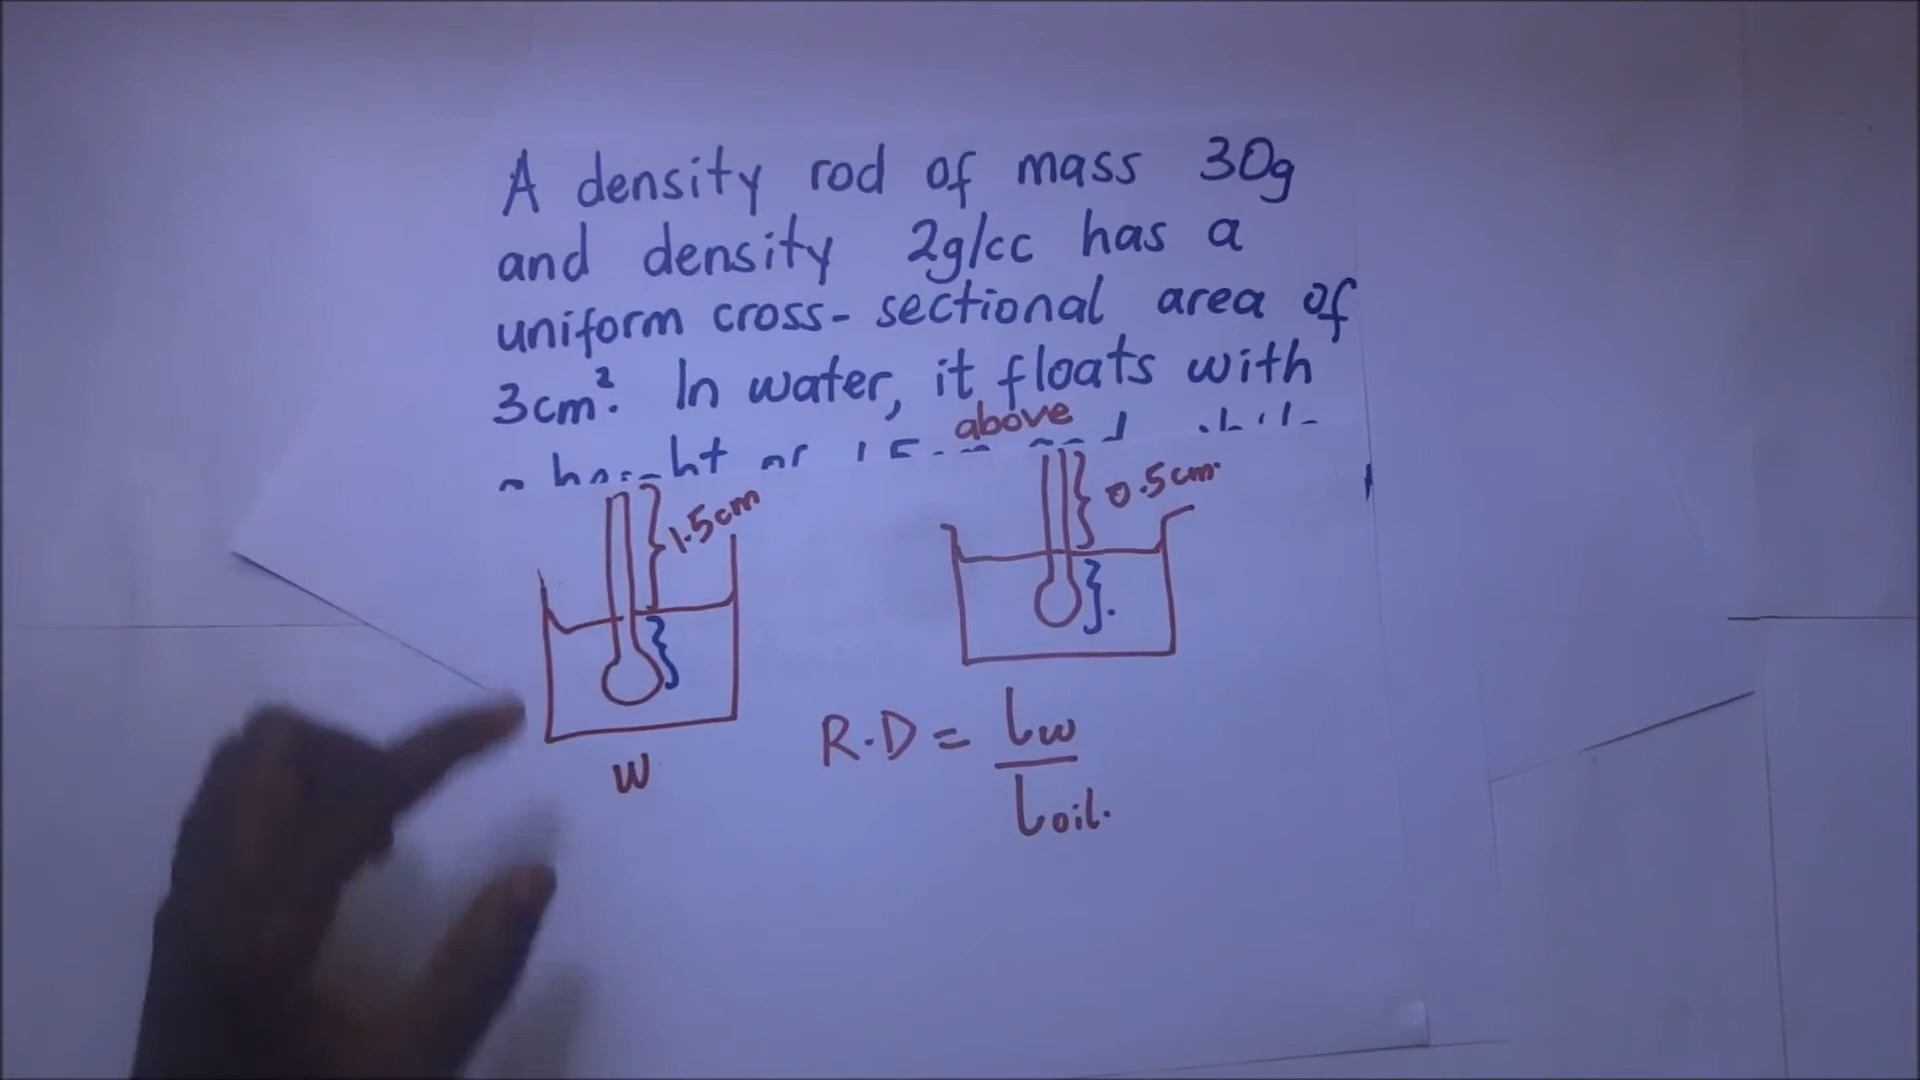 A density rod of mass 30g
and density 2g/cc has a
uniform cross-sectional area of
3cm². In water, it floats with
above
1.5cm
0.5cm.
W
R.D = Lw
Loil.